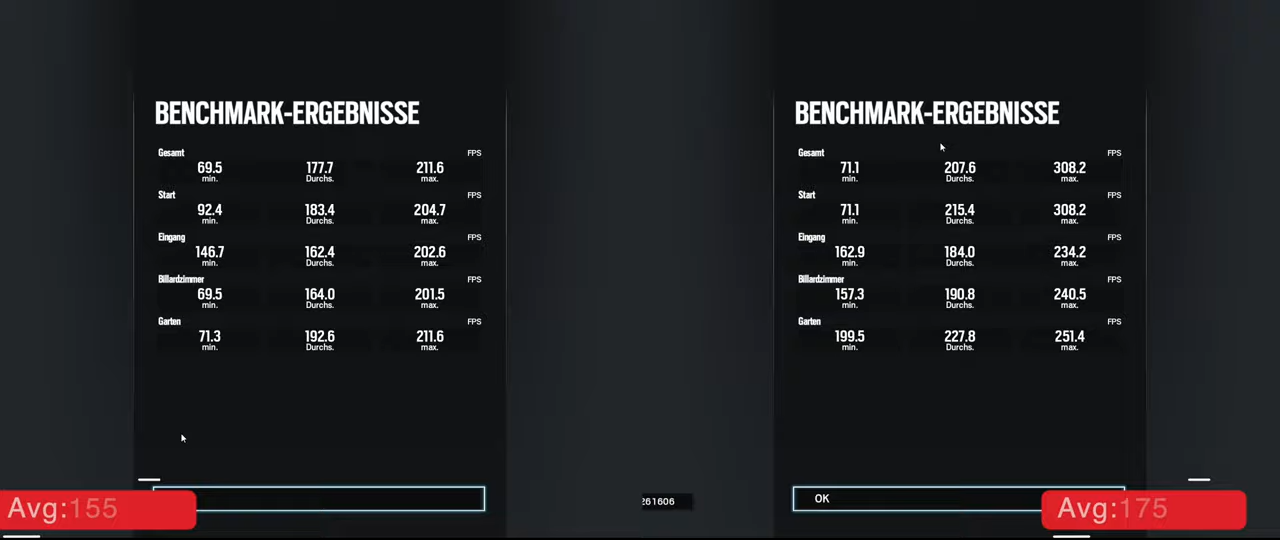 BENCHMARK-ERGEBNISSE
Gesamt FPS
69.5 177.7 211.6
min. Durchs. max.
Start FPS
92.4 183.4 204.7
min. Durchs. max.
Eingang FPS
146.7 162.4 202.6
min. Durchs. max.
Billardzimmer FPS
69.5 164.0 201.5
min. Durchs. max.
Garten FPS
71.3 192.6 211.6
min. Durchs. max.
Avg:155
261606
BENCHMARK-ERGEBNISSE
Gesamt FPS
71.1 207.6 308.2
min. Durchs. max.
Start FPS
71.1 215.4 308.2
min. Durchs. max.
Eingang FPS
162.9 184.0 234.2
min. Durchs. max.
Billardzimmer FPS
157.3 190.8 240.5
min. Durchs. max.
Garten FPS
199.5 227.8 251.4
min. Durchs. max.
OK
Avg:175